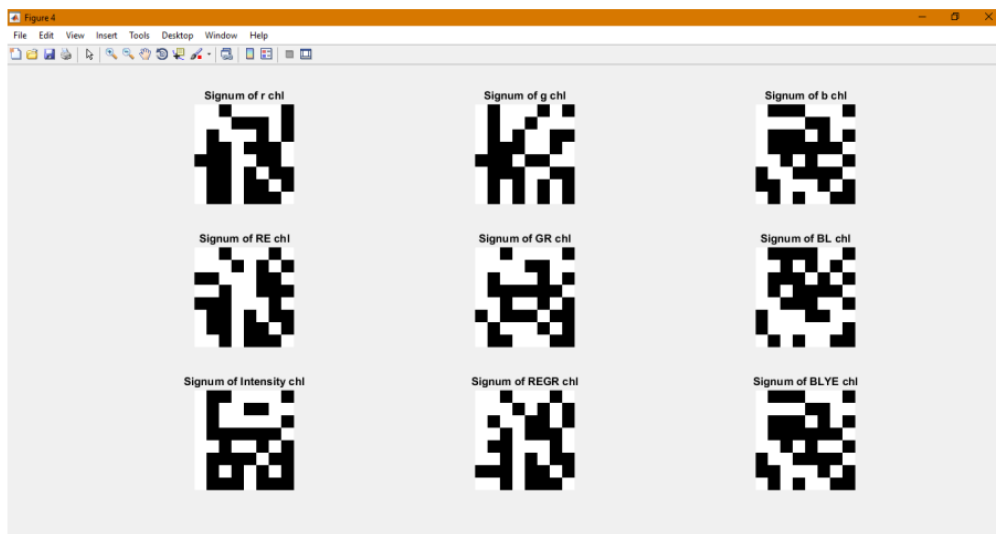 Figure 4
File Edit View Insert Tools Desktop Window Help
Signum of r chl Signum of g chl Signum of b chl
Signum of RE chl Signum of GR chl Signum of BL chl
Signum of Intensity chl Signum of REGR chl Signum of BLYE chl